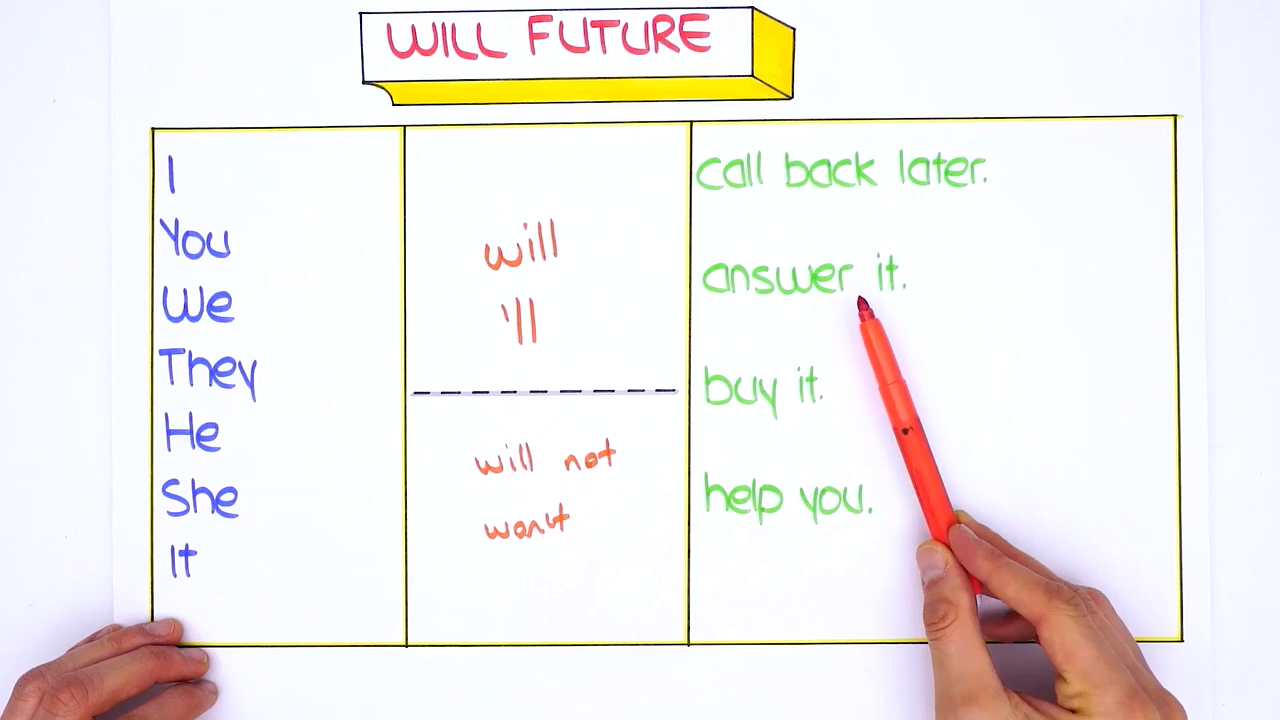 WILL FUTURE
I
You
We
They
He
She
It
will
'll
will not
won't
call back later.
answer it.
buy it.
help you.